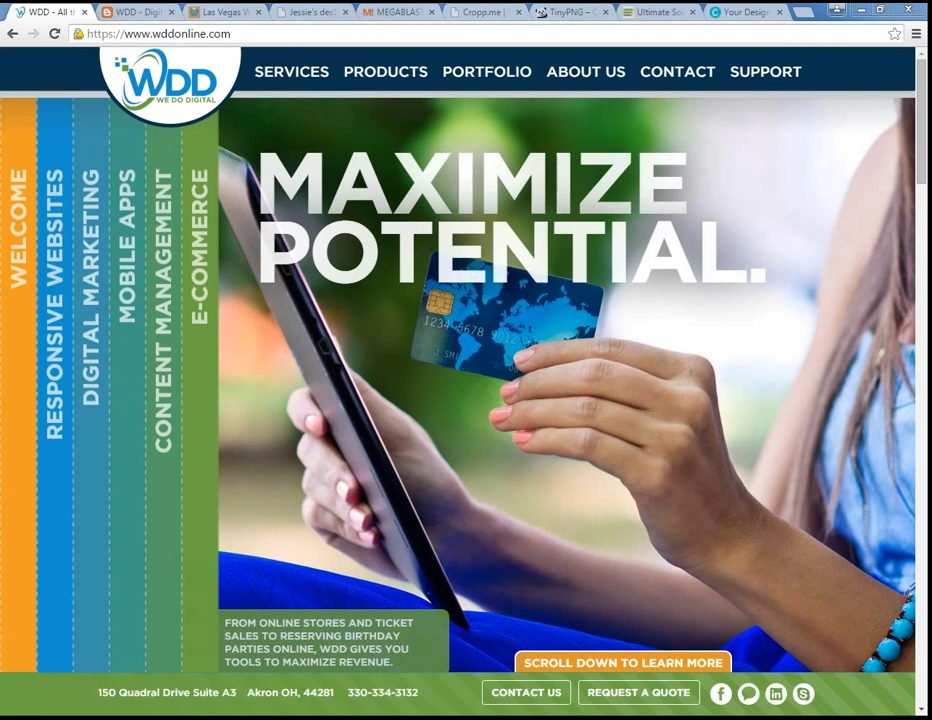 WDD - All t
WDD - Digit
Las Vegas W
Jessie's des
MEGABLAS
Cropp.me |
TinyPNG – C
Ultimate So
Your Design
https://www.wddonline.com
WDD
WE DO DIGITAL
SERVICES PRODUCTS PORTFOLIO ABOUT US CONTACT SUPPORT
WELCOME
RESPONSIVE WEBSITES
DIGITAL MARKETING
MOBILE APPS
CONTENT MANAGEMENT
E-COMMERCE
MAXIMIZE
POTENTIAL.
1234 5678 9012
J SMI
FROM ONLINE STORES AND TICKET
SALES TO RESERVING BIRTHDAY
PARTIES ONLINE, WDD GIVES YOU
TOOLS TO MAXIMIZE REVENUE.
SCROLL DOWN TO LEARN MORE
150 Quadral Drive Suite A3 Akron OH, 44281 330-334-3132
CONTACT US
REQUEST A QUOTE